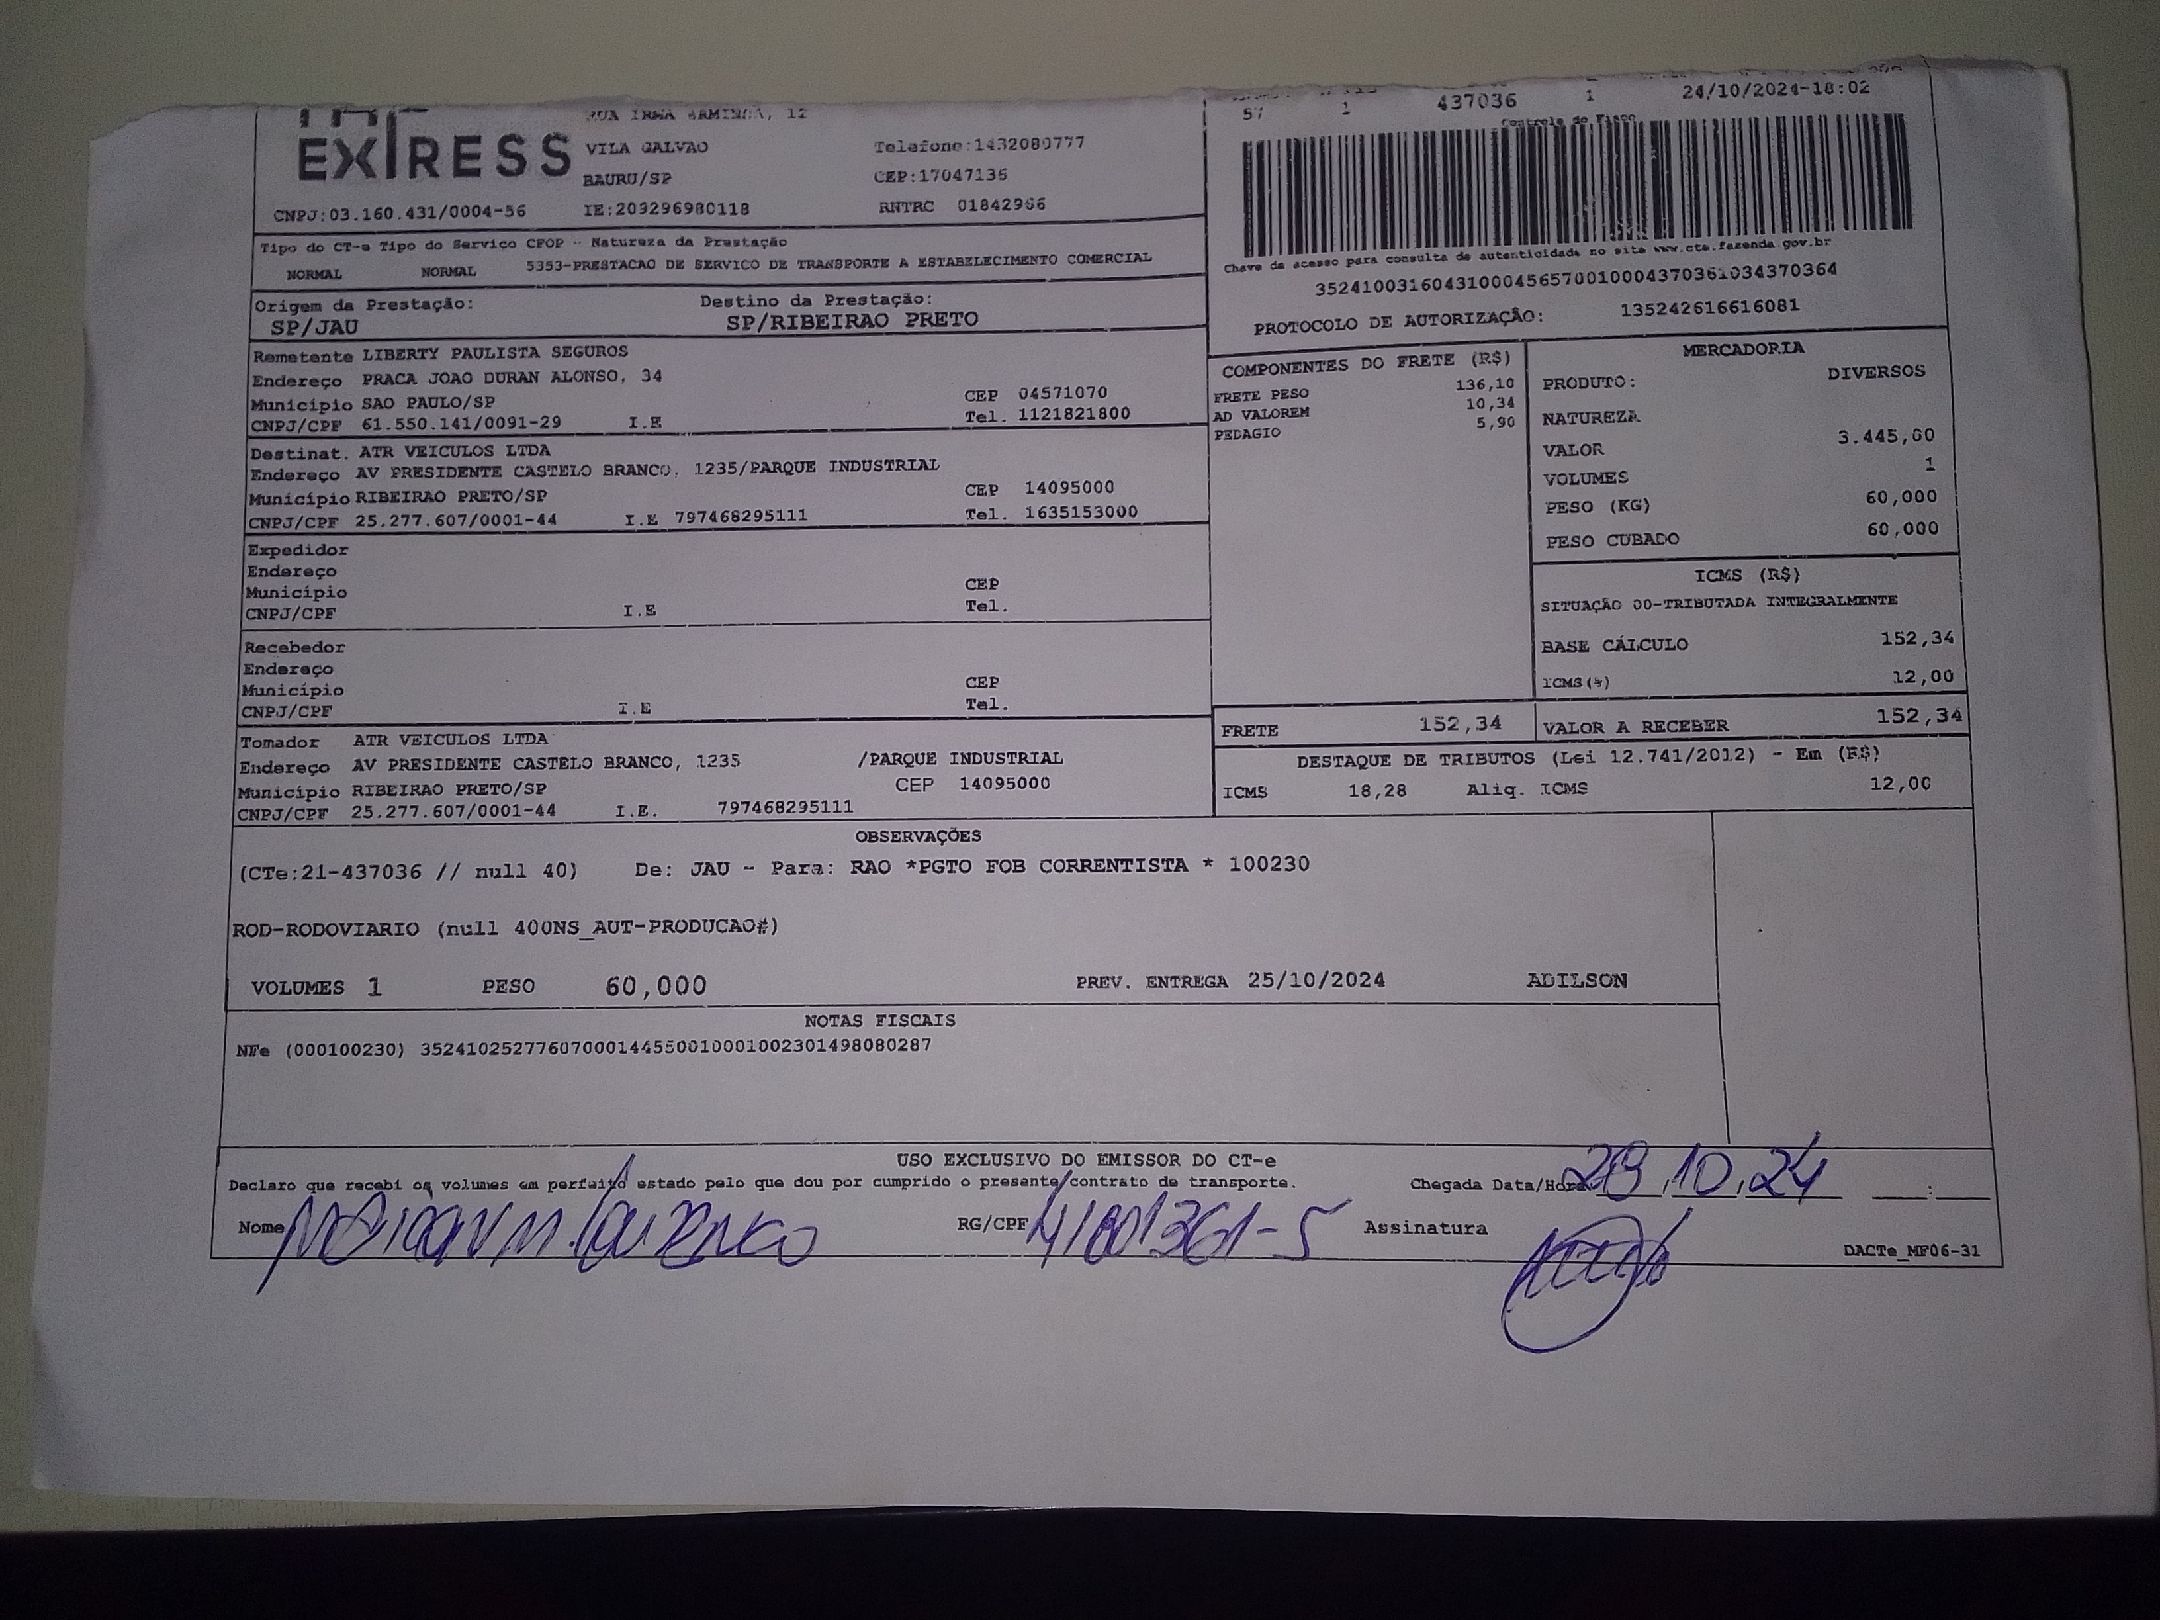 EXPRESS
RUA IRMA ARMINDA, 12
VILA GALVAO Telefone:1432080777
BAURU/SP CEP:17047136
CNPJ:03.160.431/0004-56 IE:209296980118 RNTRC 01842966
57 1 437036 1 24/10/2024-18:02
Controle do Fisco
Chave de acesso para consulta de autenticidade no site www.cte.fazenda.gov.br
35241003160431000456570010004370361034370364
PROTOCOLO DE AUTORIZAÇÃO: 135242616616081
Tipo do CT-e Tipo do Serviço CFOP - Natureza da Prestação
NORMAL NORMAL 5353-PRESTACAO DE SERVICO DE TRANSPORTE A ESTABELECIMENTO COMERCIAL
Origem da Prestação: Destino da Prestação:
SP/JAU SP/RIBEIRAO PRETO
Remetente LIBERTY PAULISTA SEGUROS
Endereço PRACA JOAO DURAN ALONSO, 34
Município SAO PAULO/SP CEP 04571070
CNPJ/CPF 61.550.141/0091-29 I.E Tel. 1121821800
Destinat. ATR VEICULOS LTDA
Endereço AV PRESIDENTE CASTELO BRANCO, 1235/PARQUE INDUSTRIAL
Município RIBEIRAO PRETO/SP CEP 14095000
CNPJ/CPF 25.277.607/0001-44 I.E 797468295111 Tel. 1635153000
Expedidor
Endereço
Município CEP
CNPJ/CPF I.E Tel.
Recebedor
Endereço
Município CEP
CNPJ/CPF I.E Tel.
Tomador ATR VEICULOS LTDA
Endereço AV PRESIDENTE CASTELO BRANCO, 1235 /PARQUE INDUSTRIAL
Município RIBEIRAO PRETO/SP CEP 14095000
CNPJ/CPF 25.277.607/0001-44 I.E. 797468295111
COMPONENTES DO FRETE (R$)
FRETE PESO 136,10
AD VALOREM 10,34
PEDAGIO 5,90
MERCADORIA
PRODUTO: DIVERSOS
NATUREZA
VALOR 3.445,00
VOLUMES 1
PESO (KG) 60,000
PESO CUBADO 60,000
ICMS (R$)
SITUAÇÃO 00-TRIBUTADA INTEGRALMENTE
BASE CÁLCULO 152,34
ICMS(%) 12,00
FRETE 152,34 VALOR A RECEBER 152,34
DESTAQUE DE TRIBUTOS (Lei 12.741/2012) - Em (R$)
ICMS 18,28 Aliq. ICMS 12,00
OBSERVAÇÕES
(CTe:21-437036 // null 40) De: JAU - Para: RAO *PGTO FOB CORRENTISTA * 100230
ROD-RODOVIARIO (null 400NS_AUT-PRODUCAO#)
VOLUMES 1 PESO 60,000 PREV. ENTREGA 25/10/2024 ADILSON
NOTAS FISCAIS
NFe (000100230) 35241025277607000144550010001002301498080287
USO EXCLUSIVO DO EMISSOR DO CT-e
Declaro que recebi os volumes em perfeito estado pelo que dou por cumprido o presente contrato de transporte. Chegada Data/Hora 28,10,24 :
Nome RG/CPF 41801361-5 Assinatura
DACTe_MF06-31